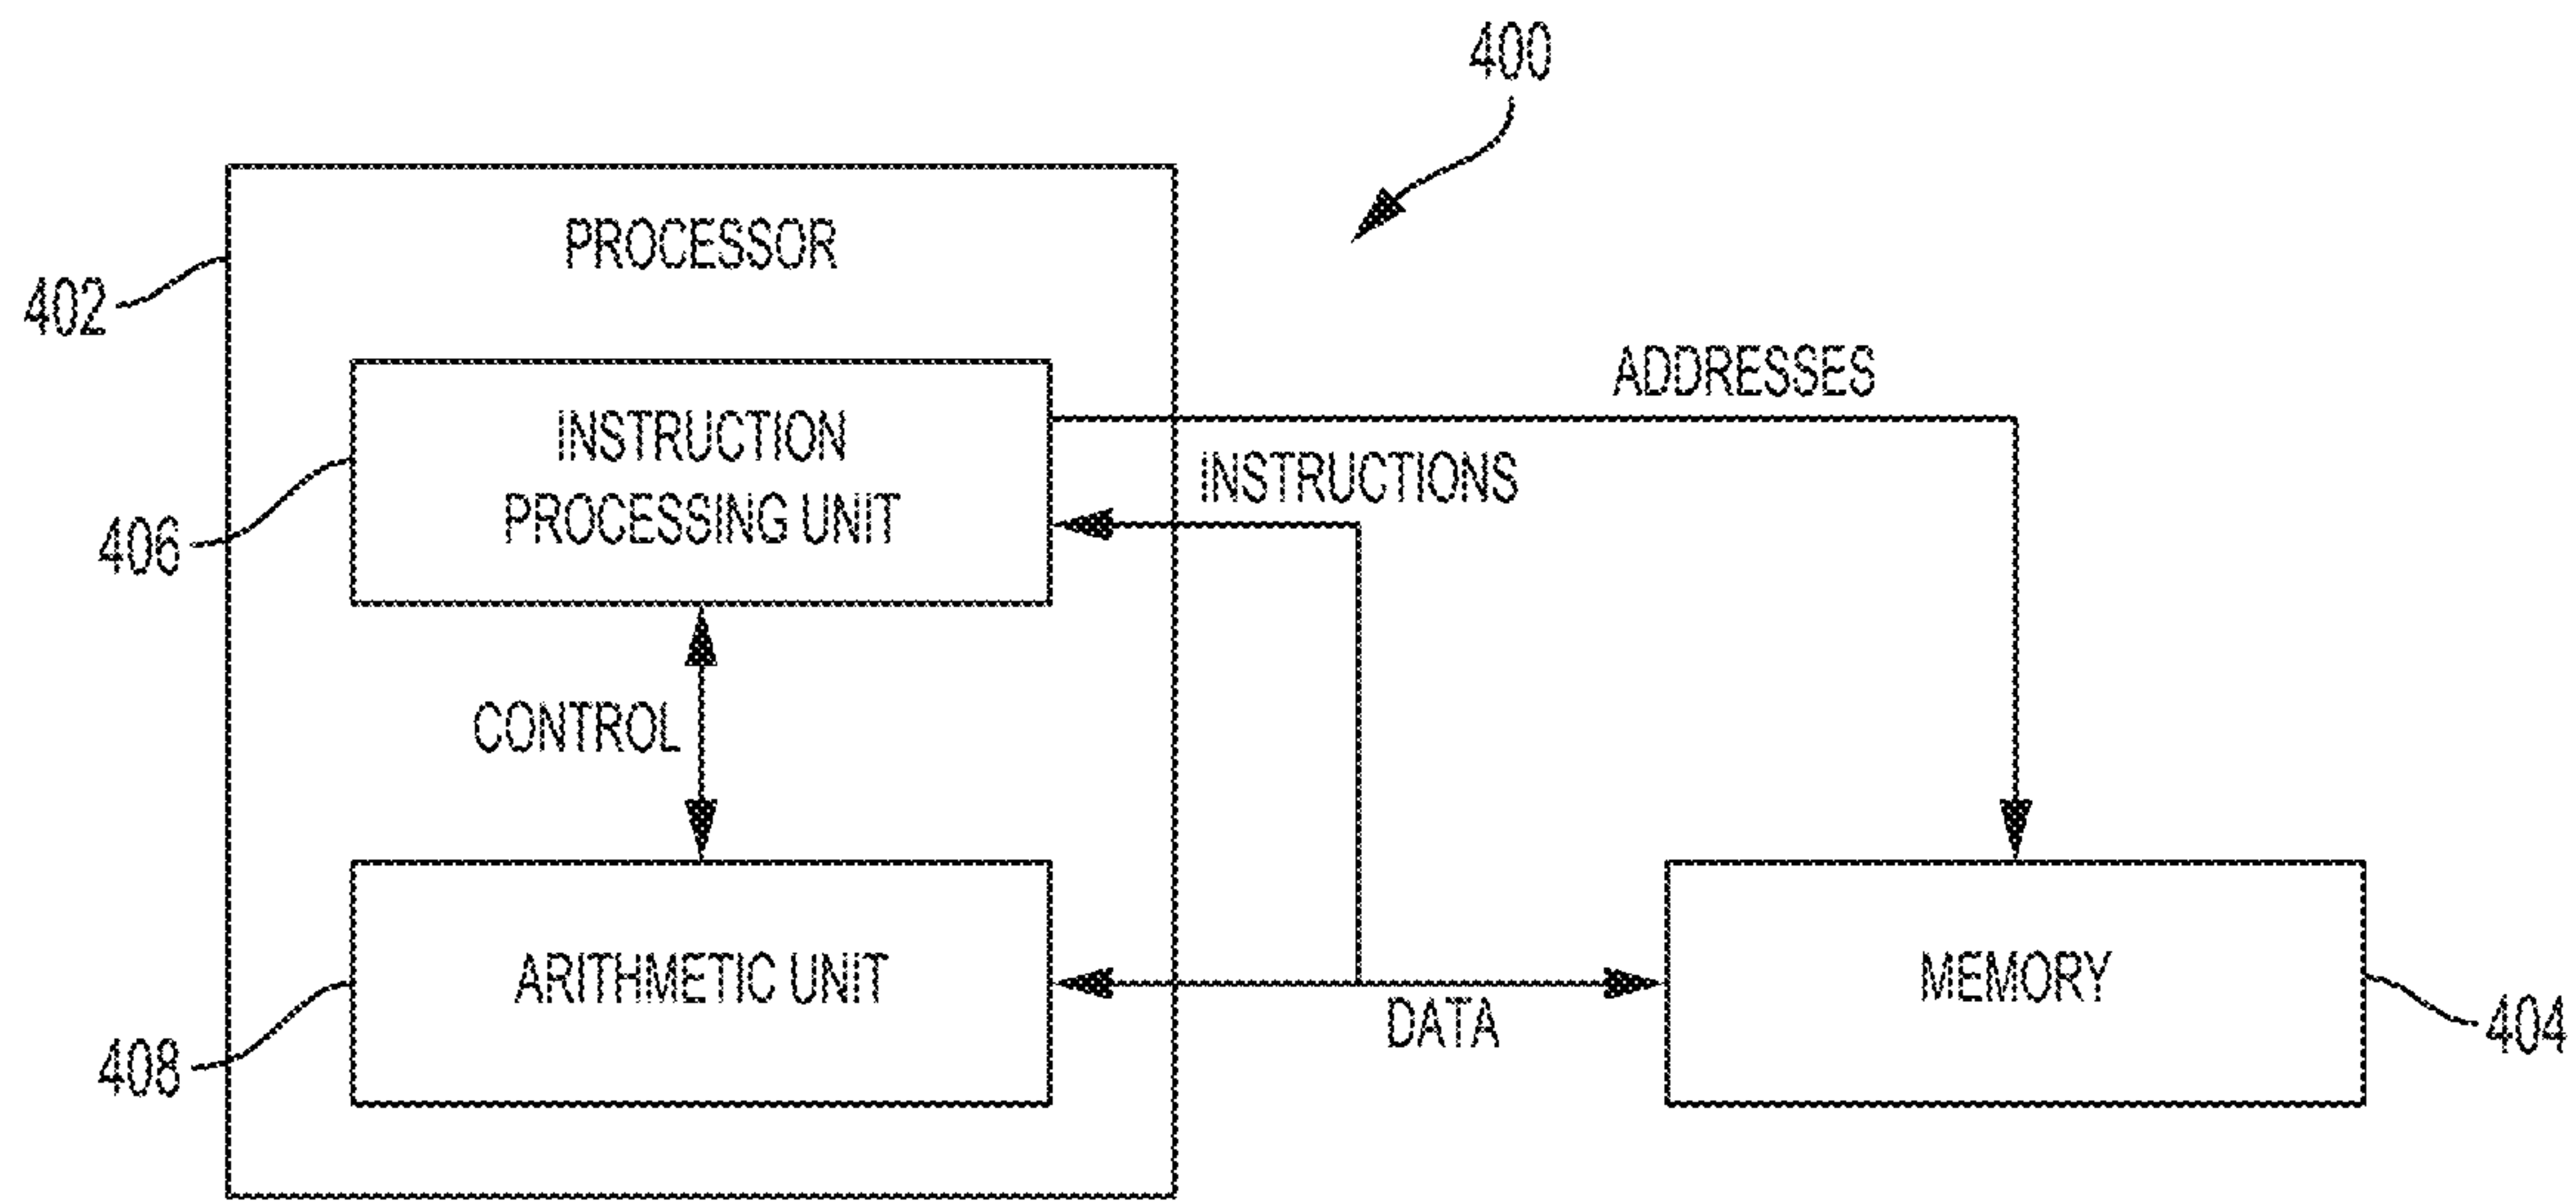 400
PROCESSOR
402
ADDRESSES
INSTRUCTION
PROCESSING UNIT
INSTRUCTIONS
406
CONTROL
ARITHMETIC UNIT
MEMORY
DATA
404
408